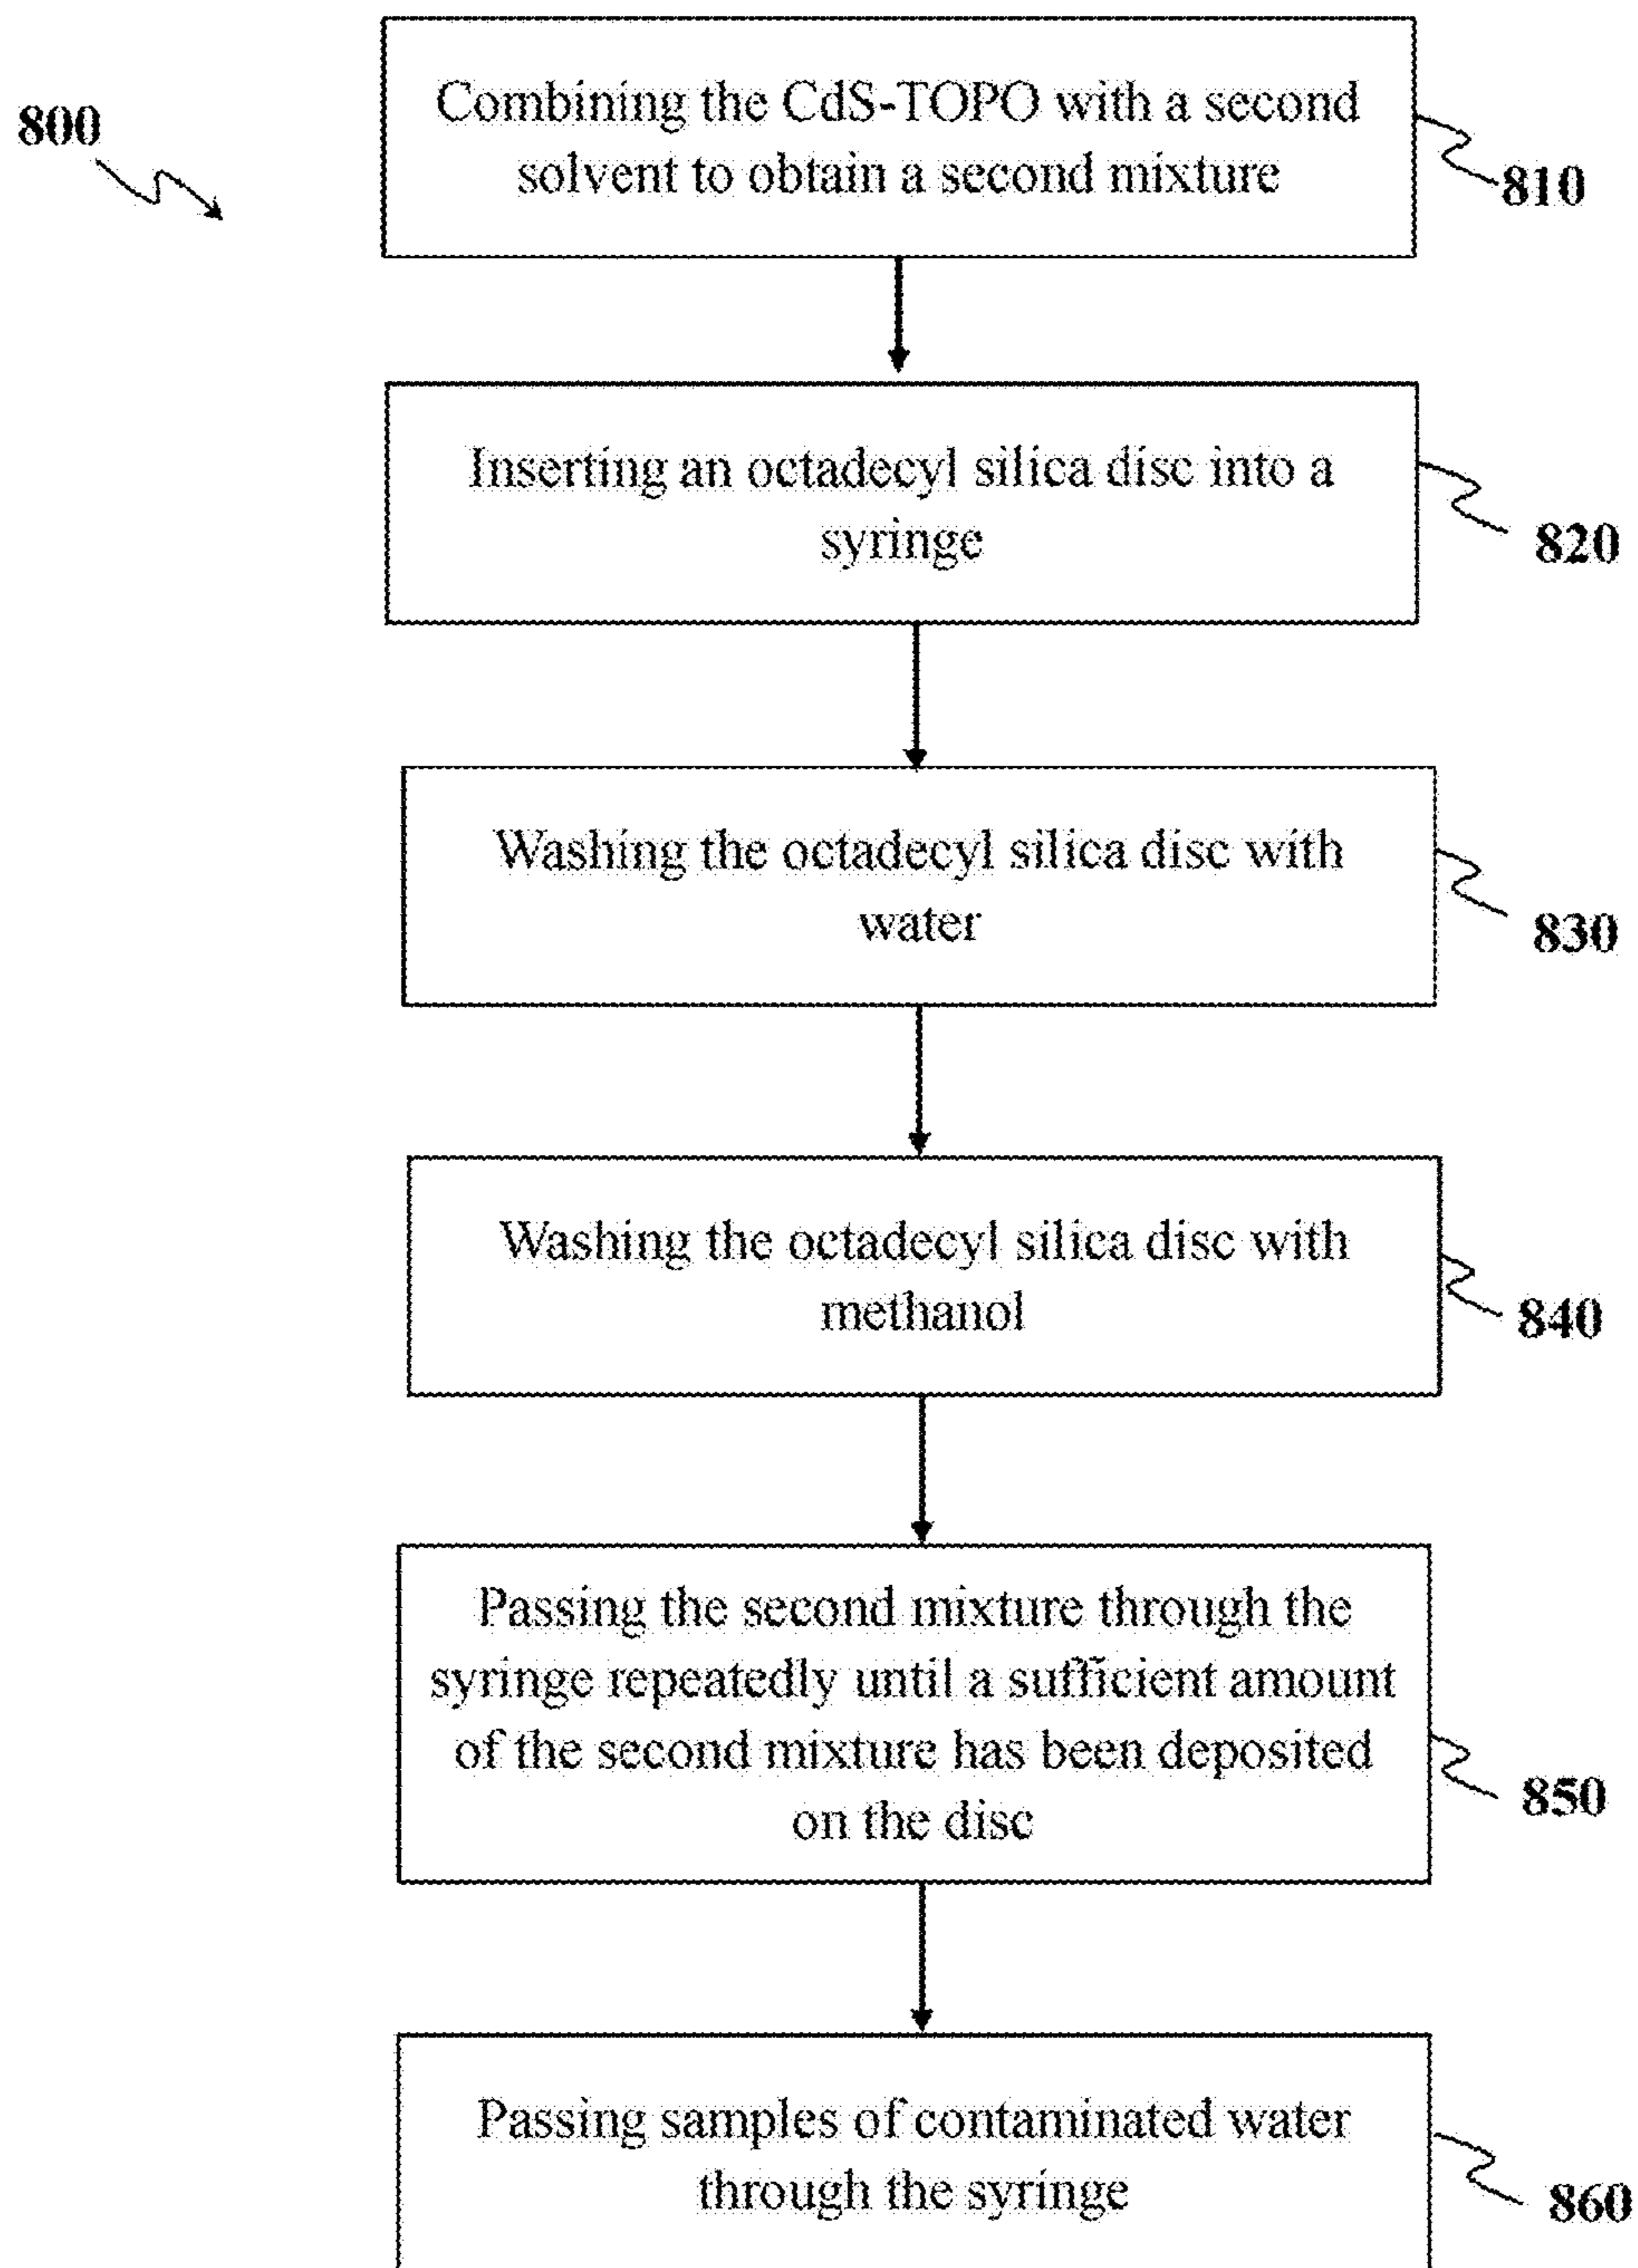 800
Combining the CdS-TOPO with a second
solvent to obtain a second mixture
810
Inserting an octadecyl silica disc into a
syringe
820
Washing the octadecyl silica disc with
water
830
Washing the octadecyl silica disc with
methanol
840
Passing the second mixture through the
syringe repeatedly until a sufficient amount
of the second mixture has been deposited
on the disc
850
Passing samples of contaminated water
through the syringe
860